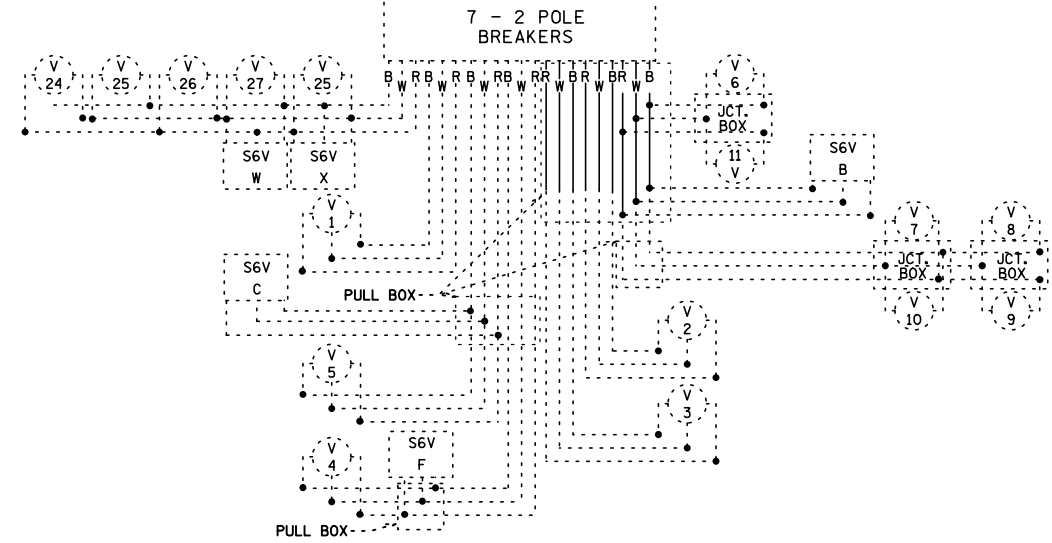 7 - 2 POLE
BREAKERS
B W R B W R B W R B W R R W B R W B R W B
V 24
V 25
V 26
V 27
V 25
V 6
JCT. BOX
11 V
S6V W
S6V X
S6V B
V 1
V 7
V 8
S6V C
JCT. BOX
JCT. BOX
PULL BOX
V 10
V 9
V 2
V 5
V 3
S6V F
V 4
PULL BOX